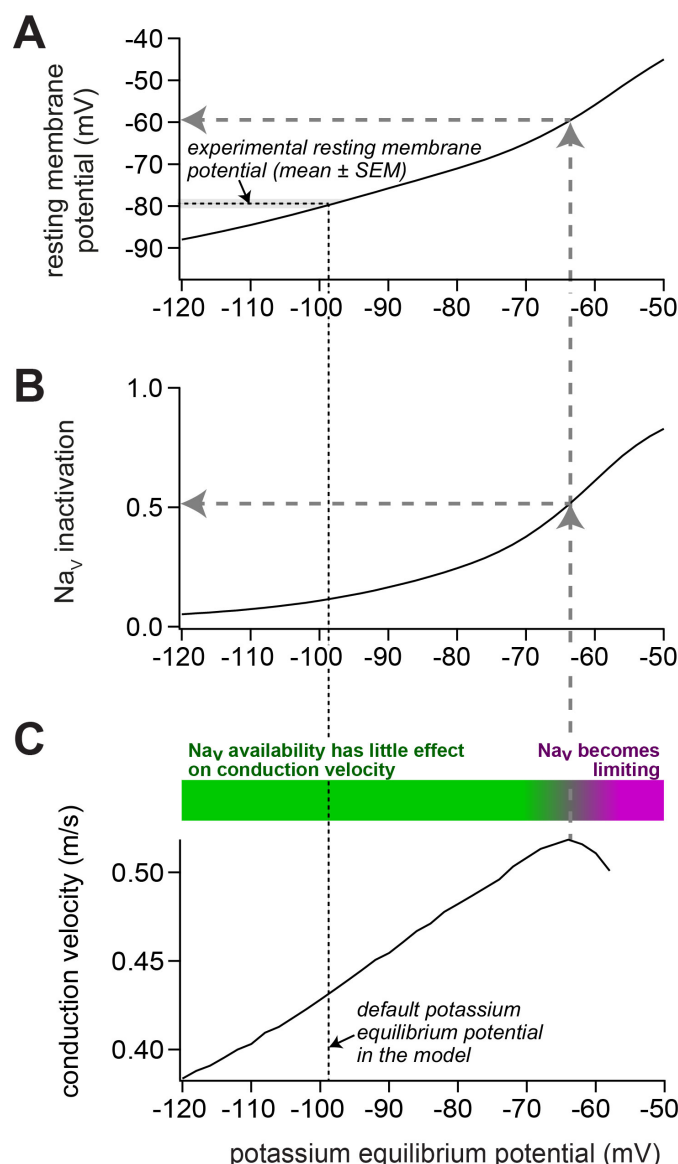 A
resting membrane
potential (mV)
-40
-50
-60
-70
-80
-90
experimental resting membrane
potential (mean ± SEM)
-120 -110 -100 -90 -80 -70 -60 -50
B
Nav inactivation
1.0
0.5
0.0
-120 -110 -100 -90 -80 -70 -60 -50
C
Nav availability has little effect
on conduction velocity
Nav becomes
limiting
conduction velocity (m/s)
0.50
0.45
0.40
default potassium
equilibrium potential
in the model
-120 -110 -100 -90 -80 -70 -60 -50
potassium equilibrium potential (mV)